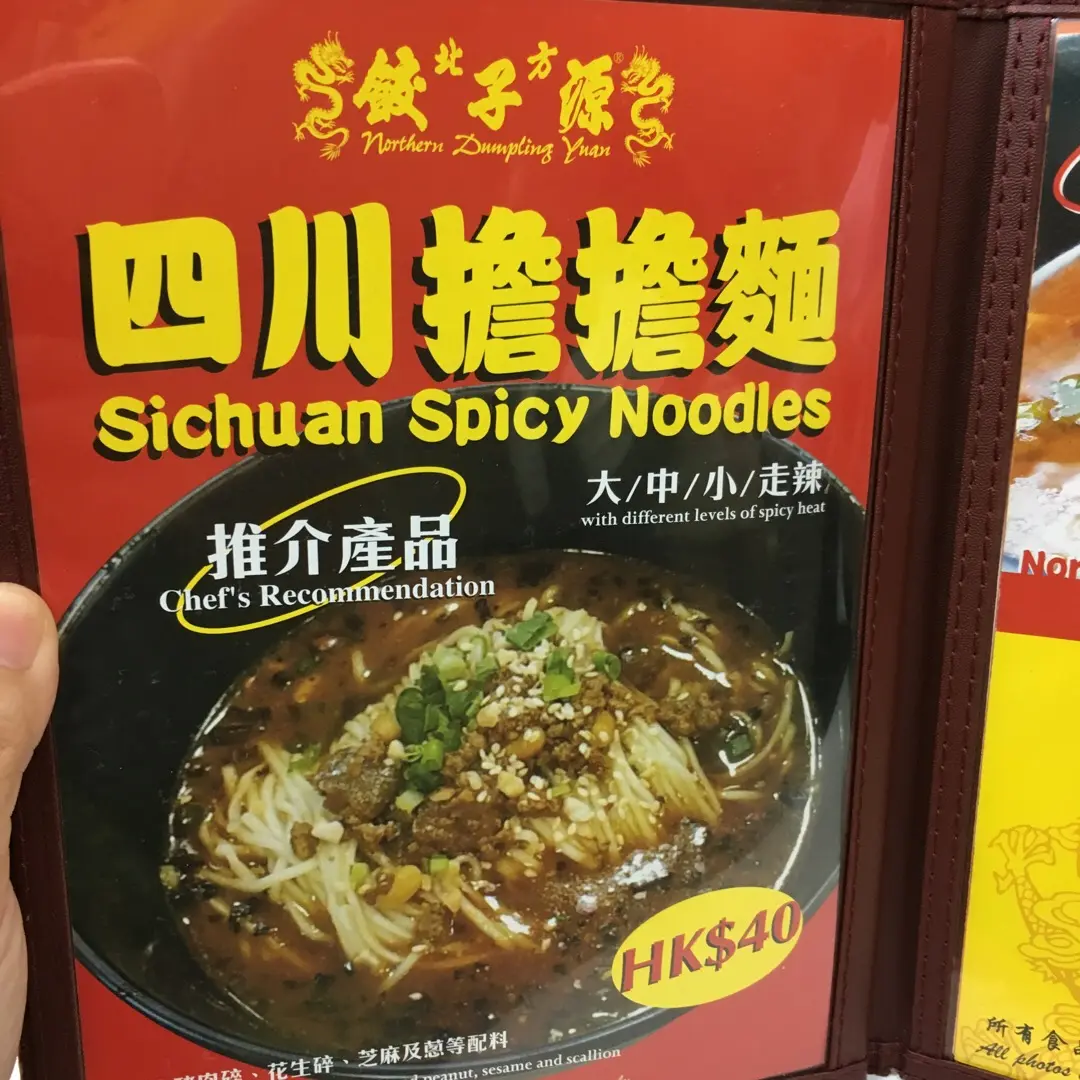 餃北子方源®
Northern Dumpling Yuan
四川擔擔麵
Sichuan Spicy Noodles
大/中/小/走辣
with different levels of spicy heat
推介產品
Chef's Recommendation
HK$40
花生碎、芝麻及蔥等配料
peanut, sesame and scallion
所有食
All photos